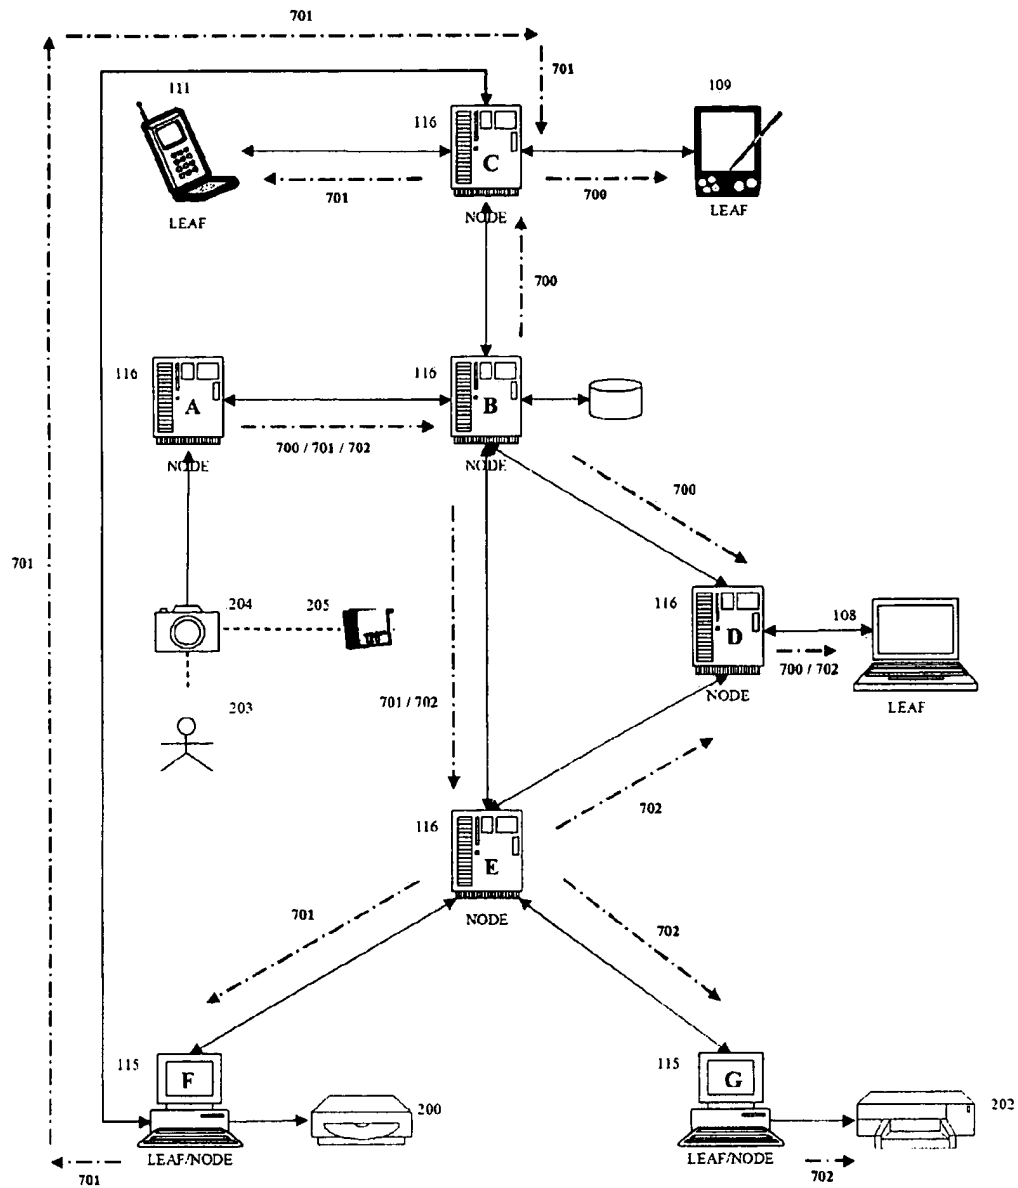 701
701
111
109
116
C
701
700
LEAF
NODE
LEAF
700
116
116
A
B
700 / 701 / 702
NODE
NODE
700
701
204
205
116
D
108
700 / 702
203
701 / 702
NODE
LEAF
116
702
E
701
NODE
702
115
F
115
G
200
202
LEAF/NODE
LEAF/NODE
701
702